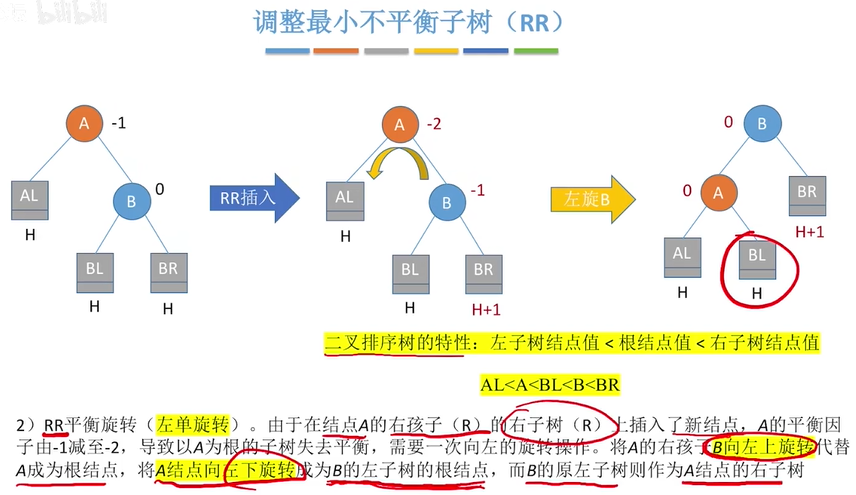 bilibili
调整最小不平衡子树（RR）
A -1
AL
H
B 0
BL
H
BR
H
RR插入
A -2
AL
H
B -1
BL
H
BR
H+1
左旋B
0 B
0 A
BR
H+1
AL
H
BL
H
二叉排序树的特性：左子树结点值 < 根结点值 < 右子树结点值
AL<A<BL<B<BR
2）RR平衡旋转（左单旋转）。由于在结点A的右孩子（R）的右子树（R）上插入了新结点，A的平衡因
子由-1减至-2，导致以A为根的子树失去平衡，需要一次向左的旋转操作。将A的右孩子B向左上旋转代替
A成为根结点，将A结点向左下旋转成为B的左子树的根结点，而B的原左子树则作为A结点的右子树